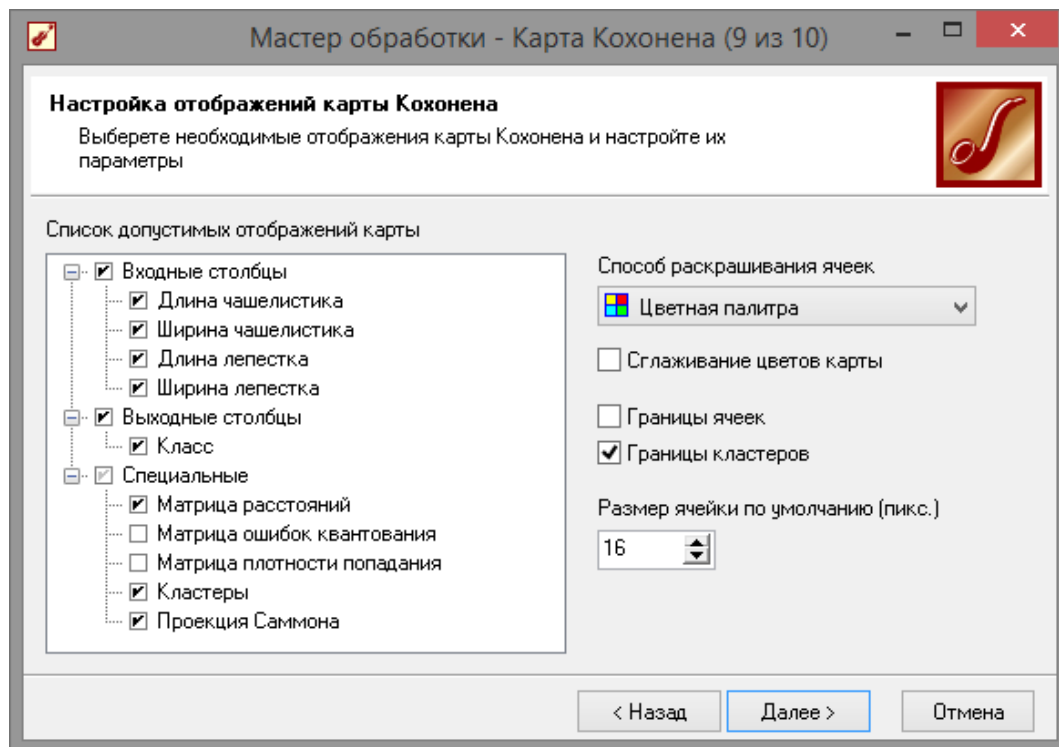 Мастер обработки - Карта Кохонена (9 из 10)
Настройка отображений карты Кохонена
Выберете необходимые отображения карты Кохонена и настройте их
параметры
Список допустимых отображений карты
Входные столбцы
Длина чашелистика
Ширина чашелистика
Длина лепестка
Ширина лепестка
Выходные столбцы
Класс
Специальные
Матрица расстояний
Матрица ошибок квантования
Матрица плотности попадания
Кластеры
Проекция Саммона
Способ раскрашивания ячеек
Цветная палитра
Сглаживание цветов карты
Границы ячеек
Границы кластеров
Размер ячейки по умолчанию (пикс.)
16
< Назад
Далее >
Отмена